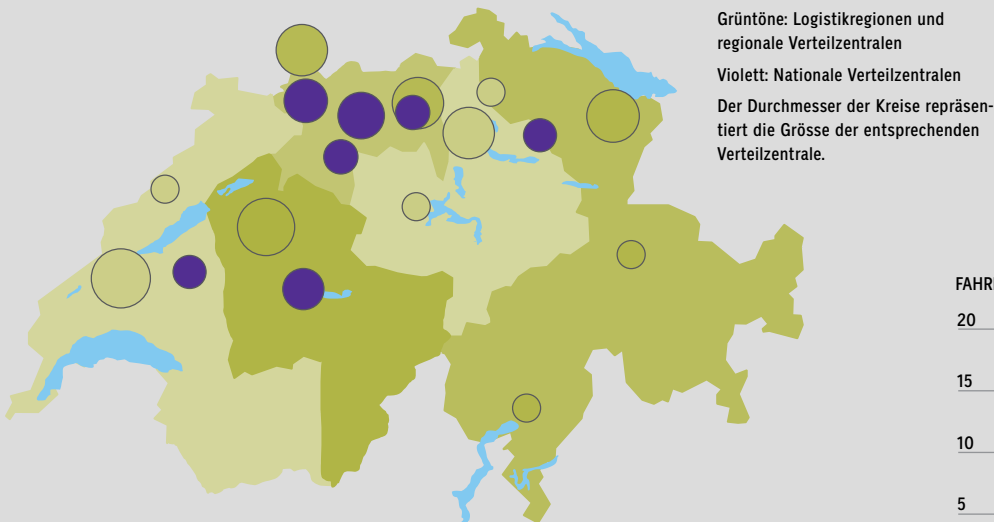 Grüntöne: Logistikregionen und
regionale Verteilzentralen
Violett: Nationale Verteilzentralen
Der Durchmesser der Kreise repräsen-
tiert die Grösse der entsprechenden
Verteilzentrale.
20
15
10
5